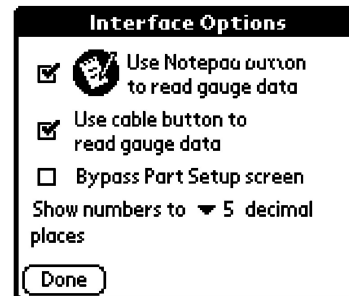 Interface Options
Use Notepad button
to read gauge data
Use cable button to
read gauge data
Bypass Part Setup screen
Show numbers to 5 decimal
places
Done